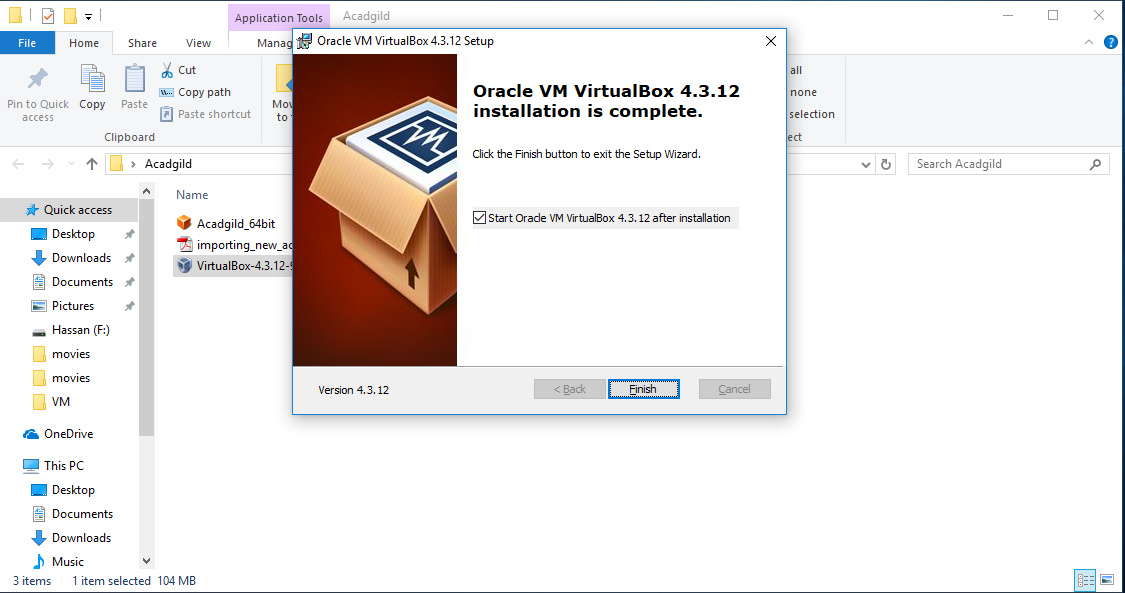 Application Tools
Acadgild
File
Home
Share
View
Manag
Pin to Quick
access
Copy
Paste
Cut
Copy path
Paste shortcut
Clipboard
Mov
to
all
none
selection
ect
Acadgild
Search Acadgild
Quick access
Desktop
Downloads
Documents
Pictures
Hassan (F:)
movies
movies
VM
OneDrive
This PC
Desktop
Documents
Downloads
Music
Name
Acadgild_64bit
importing_new_ac
VirtualBox-4.3.12-9
Oracle VM VirtualBox 4.3.12 Setup
Oracle VM VirtualBox 4.3.12
installation is complete.
Click the Finish button to exit the Setup Wizard.
Start Oracle VM VirtualBox 4.3.12 after installation
Version 4.3.12
< Back
Finish
Cancel
3 items
1 item selected 104 MB